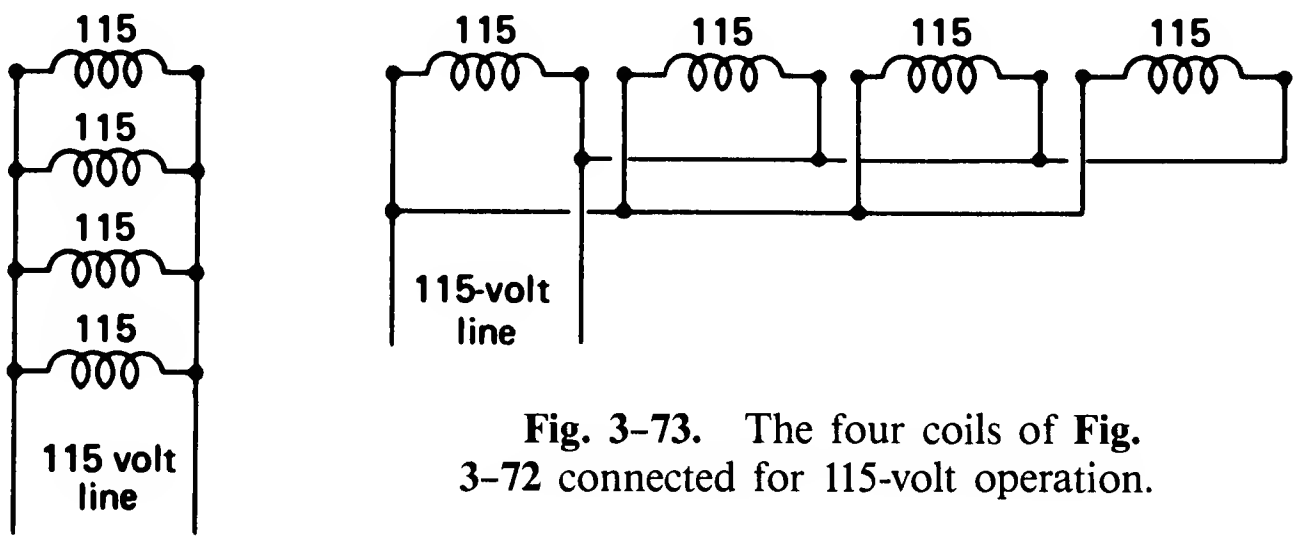 115
115
115
115
115 volt
line
115
115
115
115
115-volt
line
Fig. 3–73. The four coils of Fig.
3–72 connected for 115-volt operation.